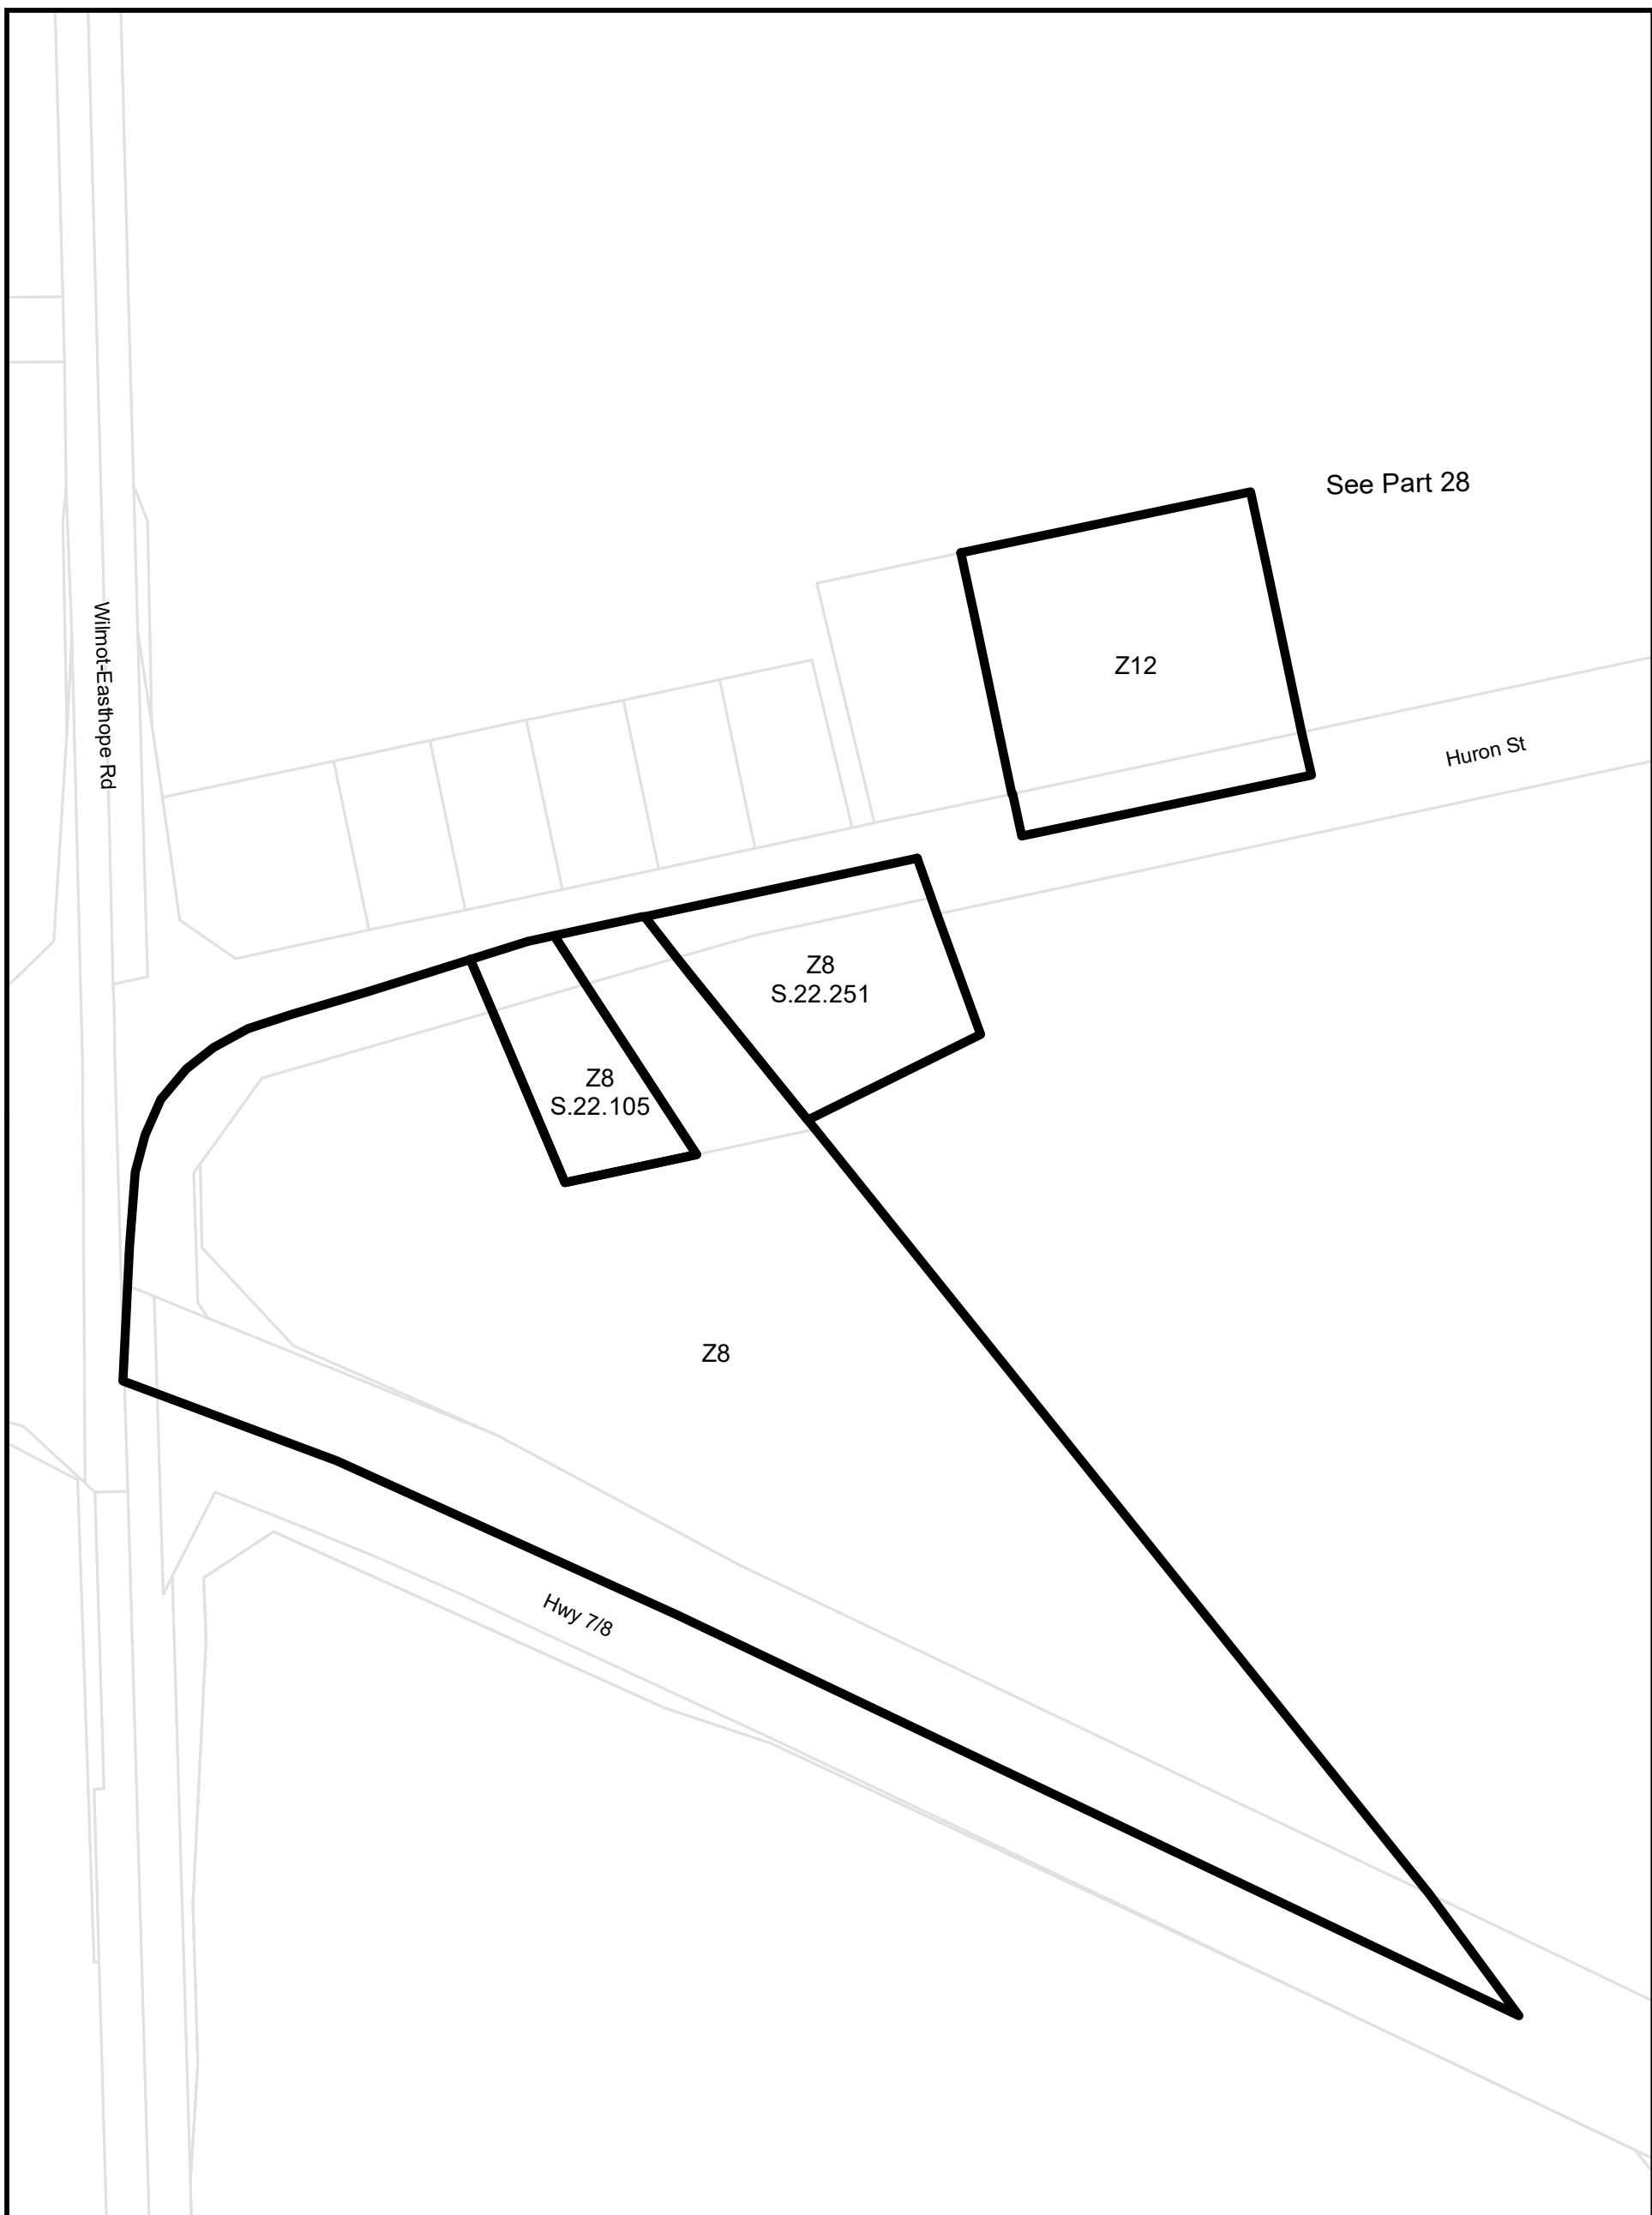 See Part 28
Wilmot-Easthope Rd
Z12
Huron St
Z8
S.22.251
Z8
S.22.105
Z8
Hwy 7/8